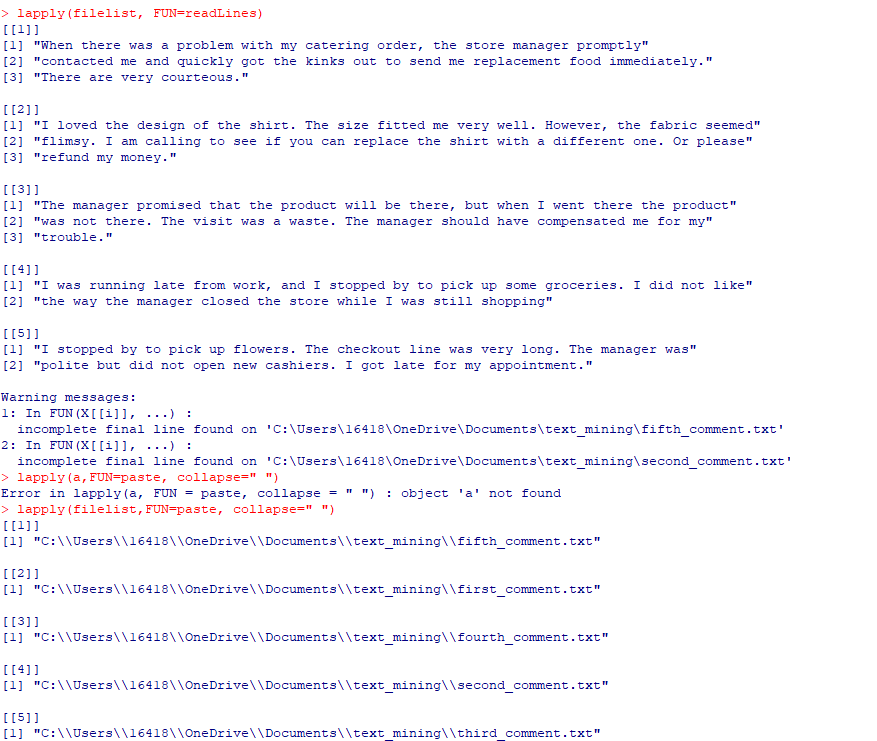 > lapply(filelist, FUN=readLines)
[[1]]
[1] "When there was a problem with my catering order, the store manager promptly"
[2] "contacted me and quickly got the kinks out to send me replacement food immediately."
[3] "There are very courteous."

[[2]]
[1] "I loved the design of the shirt. The size fitted me very well. However, the fabric seemed"
[2] "flimsy. I am calling to see if you can replace the shirt with a different one. Or please"
[3] "refund my money."

[[3]]
[1] "The manager promised that the product will be there, but when I went there the product"
[2] "was not there. The visit was a waste. The manager should have compensated me for my"
[3] "trouble."

[[4]]
[1] "I was running late from work, and I stopped by to pick up some groceries. I did not like"
[2] "the way the manager closed the store while I was still shopping"

[[5]]
[1] "I stopped by to pick up flowers. The checkout line was very long. The manager was"
[2] "polite but did not open new cashiers. I got late for my appointment."

Warning messages:
1: In FUN(X[[i]], ...) :
  incomplete final line found on 'C:\Users\16418\OneDrive\Documents\text_mining\fifth_comment.txt'
2: In FUN(X[[i]], ...) :
  incomplete final line found on 'C:\Users\16418\OneDrive\Documents\text_mining\second_comment.txt'
> lapply(a,FUN=paste, collapse=" ")
Error in lapply(a, FUN = paste, collapse = " ") : object 'a' not found
> lapply(filelist,FUN=paste, collapse=" ")
[[1]]
[1] "C:\\Users\\16418\\OneDrive\\Documents\\text_mining\\fifth_comment.txt"

[[2]]
[1] "C:\\Users\\16418\\OneDrive\\Documents\\text_mining\\first_comment.txt"

[[3]]
[1] "C:\\Users\\16418\\OneDrive\\Documents\\text_mining\\fourth_comment.txt"

[[4]]
[1] "C:\\Users\\16418\\OneDrive\\Documents\\text_mining\\second_comment.txt"

[[5]]
[1] "C:\\Users\\16418\\OneDrive\\Documents\\text_mining\\third_comment.txt"